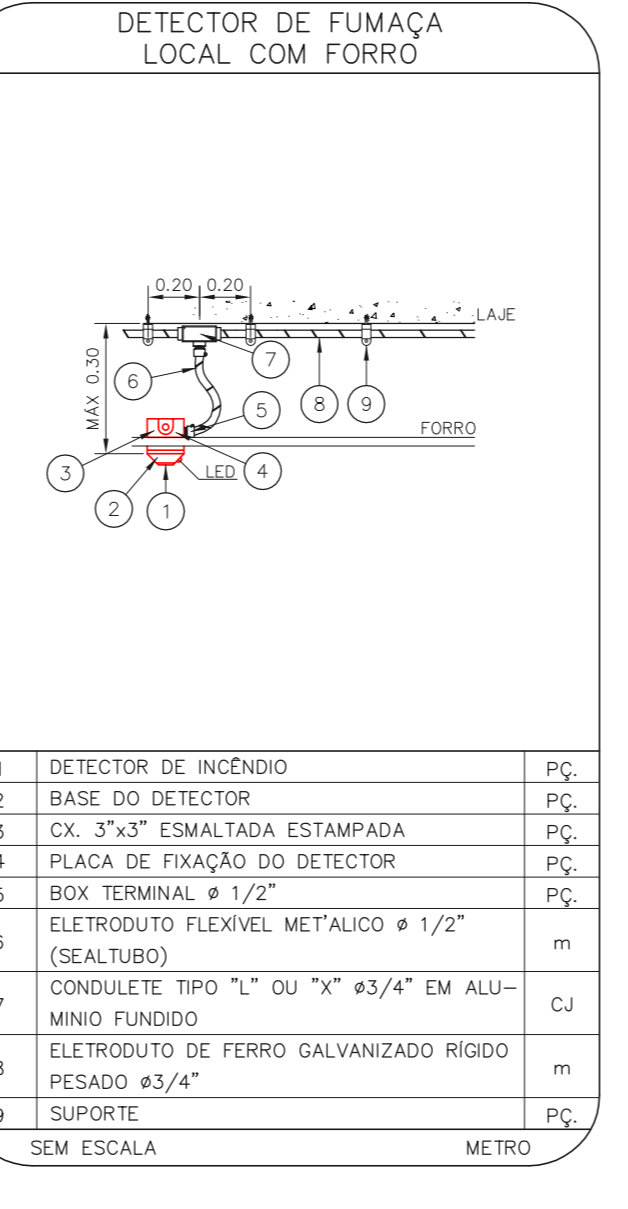 DETECTOR DE FUMAÇA
LOCAL COM FORRO
0.20 0.20
LAJE
MÁX 0.30
7
6
5
8
9
FORRO
3
LED
4
2
1
1 DETECTOR DE INCÊNDIO PÇ.
2 BASE DO DETECTOR PÇ.
3 CX. 3"x3" ESMALTADA ESTAMPADA PÇ.
4 PLACA DE FIXAÇÃO DO DETECTOR PÇ.
5 BOX TERMINAL ø 1/2" PÇ.
6 ELETRODUTO FLEXÍVEL MET'ALICO ø 1/2"
(SEALTUBO) m
7 CONDULETE TIPO "L" OU "X" ø3/4" EM ALU-
MINIO FUNDIDO CJ
8 ELETRODUTO DE FERRO GALVANIZADO RÍGIDO
PESADO ø3/4" m
9 SUPORTE PÇ.
SEM ESCALA METRO